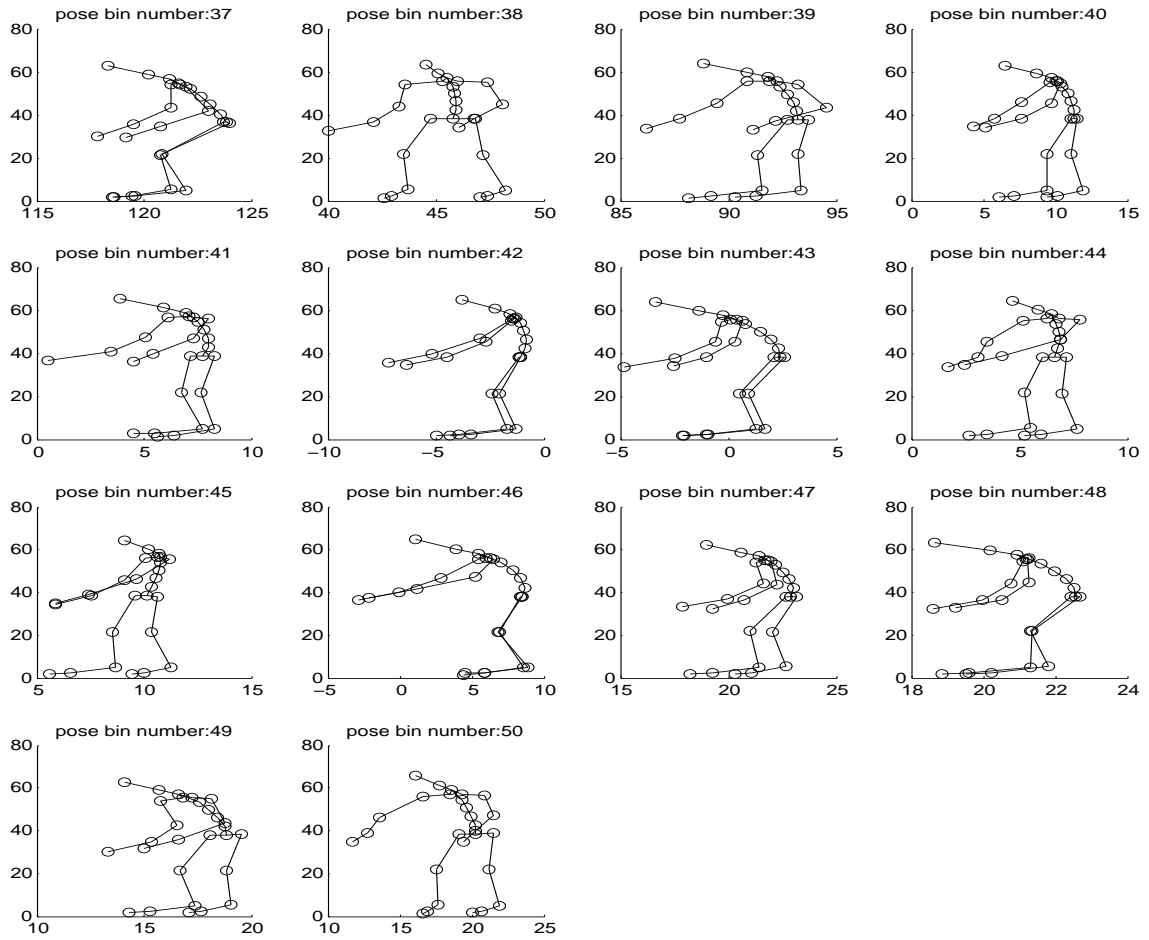 pose bin number:37
80
60
40
20
0
115 120 125
pose bin number:38
80
60
40
20
0
40 45 50
pose bin number:39
80
60
40
20
0
85 90 95
pose bin number:40
80
60
40
20
0
0 5 10 15
pose bin number:41
80
60
40
20
0
0 5 10
pose bin number:42
80
60
40
20
0
−10 −5 0
pose bin number:43
80
60
40
20
0
−5 0 5
pose bin number:44
80
60
40
20
0
0 5 10
pose bin number:45
80
60
40
20
0
5 10 15
pose bin number:46
80
60
40
20
0
−5 0 5 10
pose bin number:47
80
60
40
20
0
15 20 25
pose bin number:48
80
60
40
20
0
18 20 22 24
pose bin number:49
80
60
40
20
0
10 15 20
pose bin number:50
80
60
40
20
0
10 15 20 25